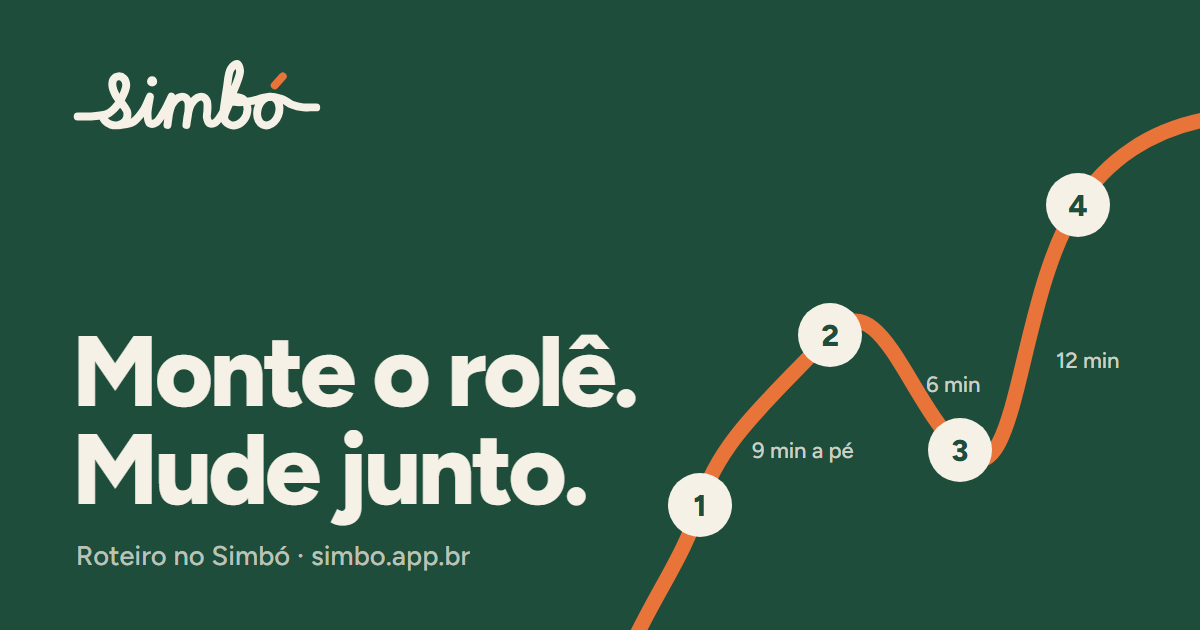 simbó
Monte o rolê.
Mude junto.
Roteiro no Simbó · simbo.app.br
1
9 min a pé
2
6 min
3
12 min
4